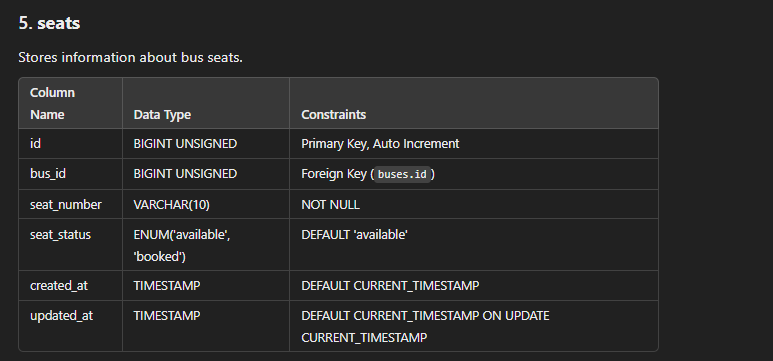 5. seats
Stores information about bus seats.
Column
Name Data Type Constraints
id BIGINT UNSIGNED Primary Key, Auto Increment
bus_id BIGINT UNSIGNED Foreign Key (buses.id)
seat_number VARCHAR(10) NOT NULL
seat_status ENUM('available', DEFAULT 'available'
'booked')
created_at TIMESTAMP DEFAULT CURRENT_TIMESTAMP
updated_at TIMESTAMP DEFAULT CURRENT_TIMESTAMP ON UPDATE
CURRENT_TIMESTAMP